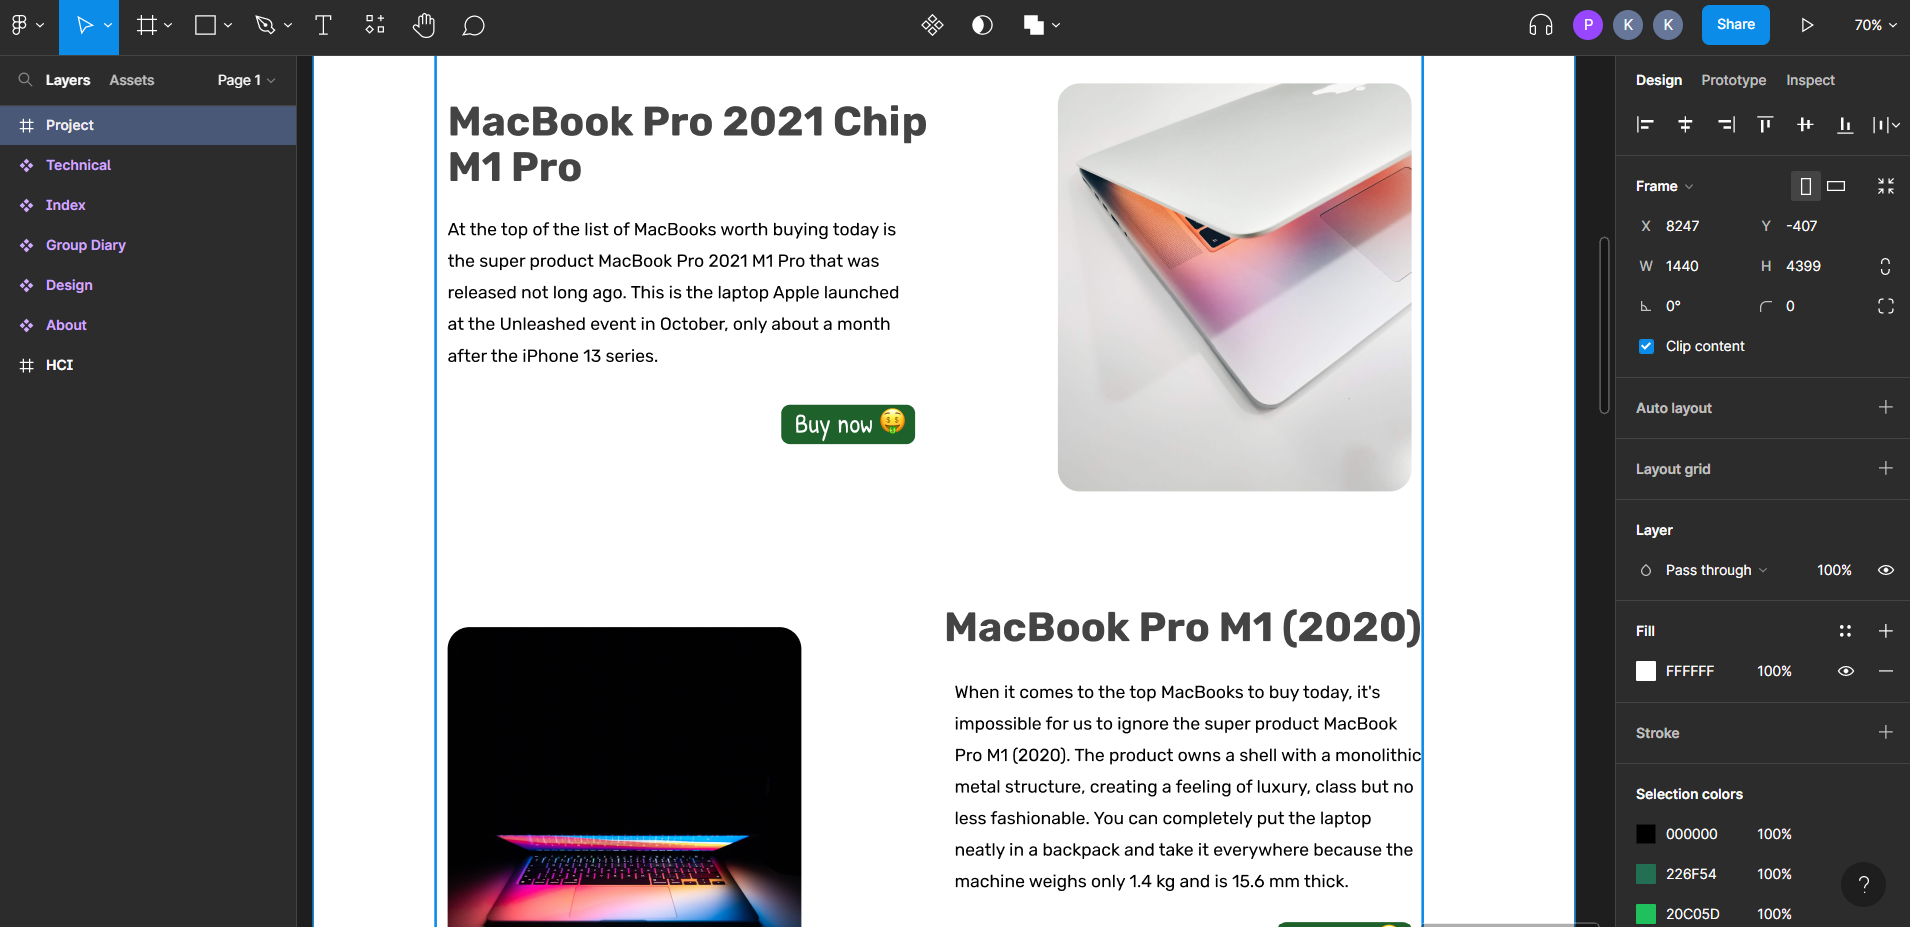 P K K Share 70%
Layers Assets Page 1
Project
Technical
Index
Group Diary
Design
About
HCI
MacBook Pro 2021 Chip
M1 Pro
At the top of the list of MacBooks worth buying today is
the super product MacBook Pro 2021 M1 Pro that was
released not long ago. This is the laptop Apple launched
at the Unleashed event in October, only about a month
after the iPhone 13 series.
Buy now
MacBook Pro M1 (2020)
When it comes to the top MacBooks to buy today, it's
impossible for us to ignore the super product MacBook
Pro M1 (2020). The product owns a shell with a monolithic
metal structure, creating a feeling of luxury, class but no
less fashionable. You can completely put the laptop
neatly in a backpack and take it everywhere because the
machine weighs only 1.4 kg and is 15.6 mm thick.
Design Prototype Inspect
Frame
X 8247 Y -407
W 1440 H 4399
0° 0
Clip content
Auto layout
Layout grid
Layer
Pass through 100%
Fill
FFFFFF 100%
Stroke
Selection colors
000000 100%
226F54 100%
20C05D 100%
?